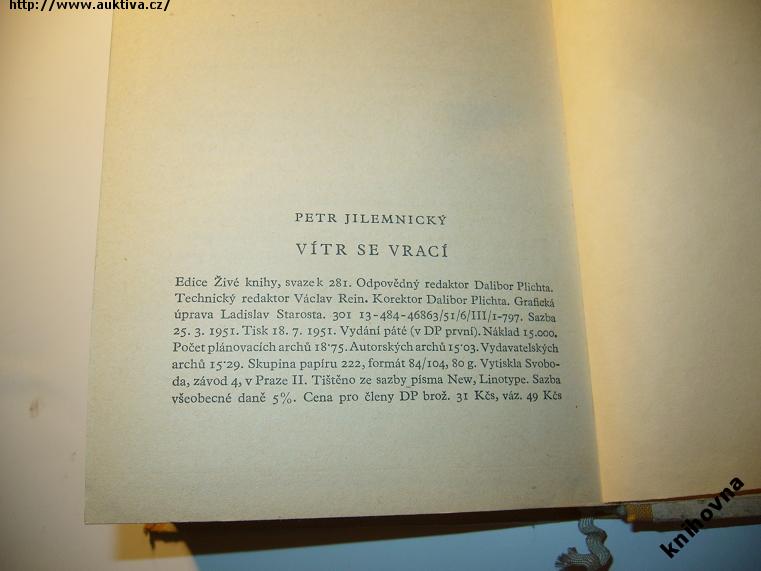 http://www.auktiva.cz/
PETR JILEMNICKÝ
VÍTR SE VRACÍ
Edice Živé knihy, svazek 281. Odpovědný redaktor Dalibor Plichta.
Technický redaktor Václav Rein. Korektor Dalibor Plichta. Grafická
úprava Ladislav Starosta. 301 13-484-46863/51/6/III/1-797. Sazba
25. 3. 1951. Tisk 18. 7. 1951. Vydání páté (v DP první). Náklad 15.000.
Počet plánovacích archů 18·75. Autorských archů 15·03. Vydavatelských
archů 15·29. Skupina papíru 222, formát 84/104, 80 g. Vytiskla Svobo-
da, závod 4, v Praze II. Tištěno ze sazby písma New, Linotype. Sazba
všeobecné daně 5%. Cena pro členy DP brož. 31 Kčs, váz. 49 Kčs
knihovna